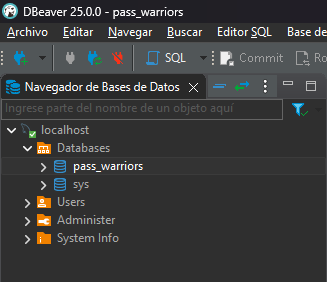 DBeaver 25.0.0 - pass_warriors
Archivo Editar Navegar Buscar Editor SQL Base de
SQL Commit Ro
Navegador de Bases de Datos
Ingrese parte del nombre de un objeto aquí
localhost
Databases
pass_warriors
sys
Users
Administer
System Info